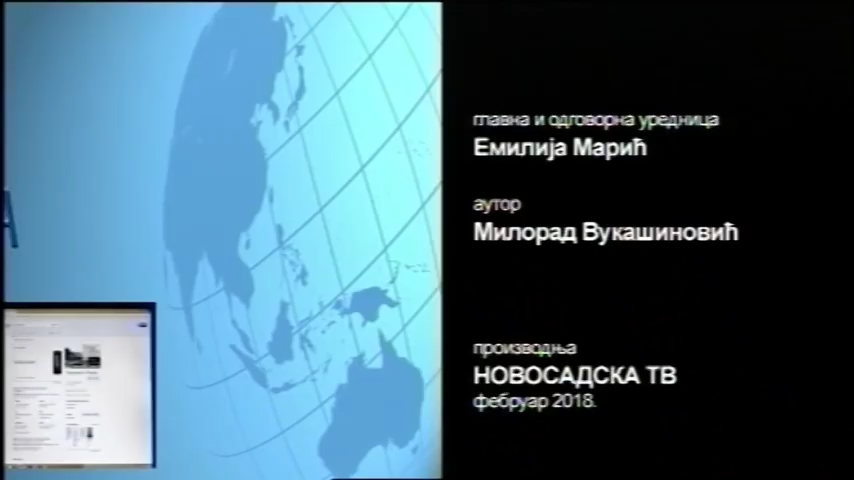 главна и одговорна уредница
Емилија Марић
аутор
Милорад Вукашиновић
производња
НОВОСАДСКА ТВ
фебруар 2018.